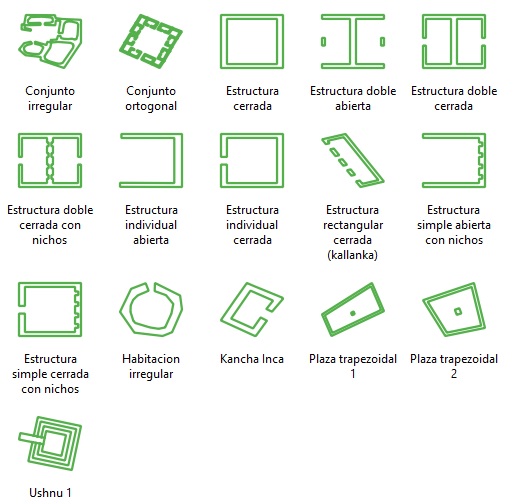 Conjunto
irregular
Conjunto
ortogonal
Estructura
cerrada
Estructura doble
abierta
Estructura doble
cerrada
Estructura doble
cerrada con
nichos
Estructura
individual
abierta
Estructura
individual
cerrada
Estructura
rectangular
cerrada
(kallanka)
Estructura
simple abierta
con nichos
Estructura
simple cerrada
con nichos
Habitacion
irregular
Kancha Inca
Plaza trapezoidal
1
Plaza trapezoidal
2
Ushnu 1